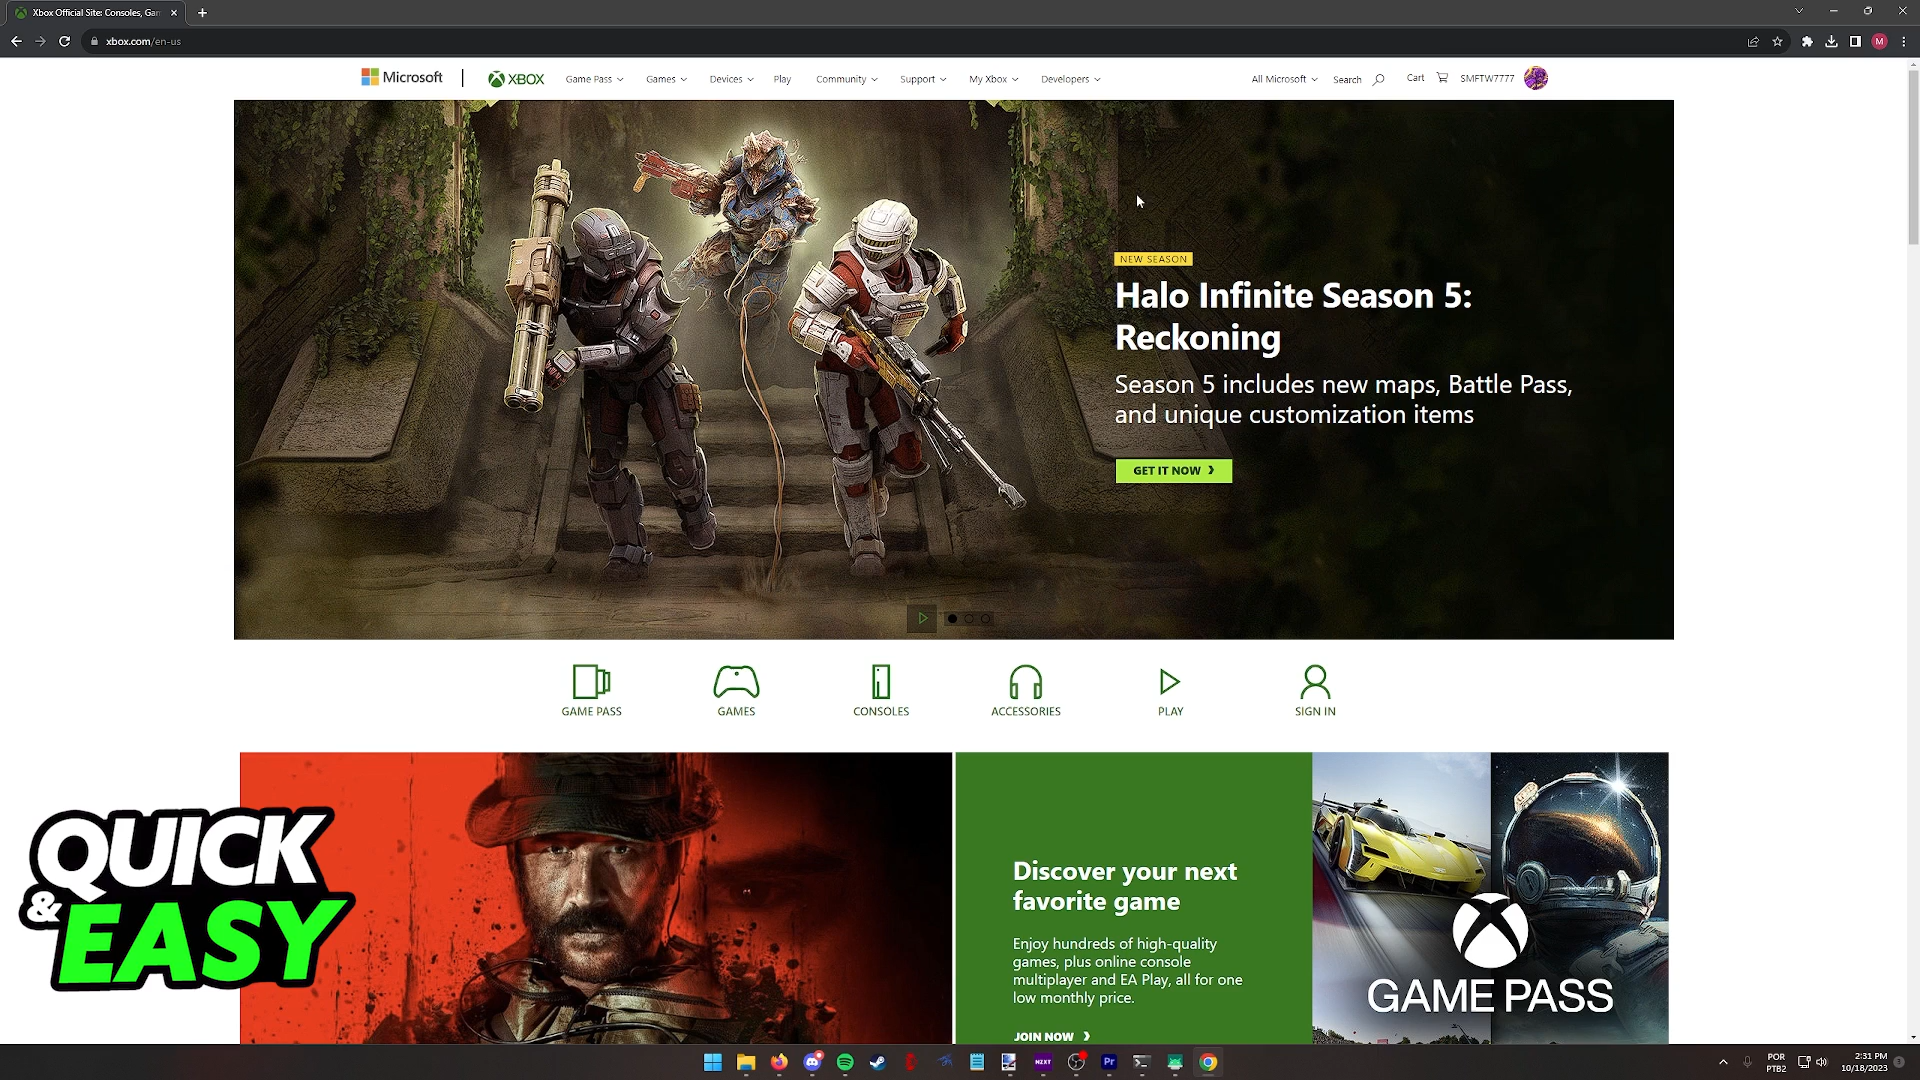 Xbox Official Site: Consoles, Gam
xbox.com/en-us
M
Microsoft
XBOX
Game Pass
Games
Devices
Play
Community
Support
My Xbox
Developers
All Microsoft
Search
Cart
SMFTW7777
NEW SEASON
Halo Infinite Season 5:
Reckoning
Season 5 includes new maps, Battle Pass,
and unique customization items
GET IT NOW
GAME PASS
GAMES
CONSOLES
ACCESSORIES
PLAY
SIGN IN
QUICK
& EASY
Discover your next
favorite game
Enjoy hundreds of high-quality
games, plus online console
multiplayer and EA Play, all for one
low monthly price.
JOIN NOW
GAME PASS
NZXT
Pr
POR
PTB2
2:31 PM
10/18/2023